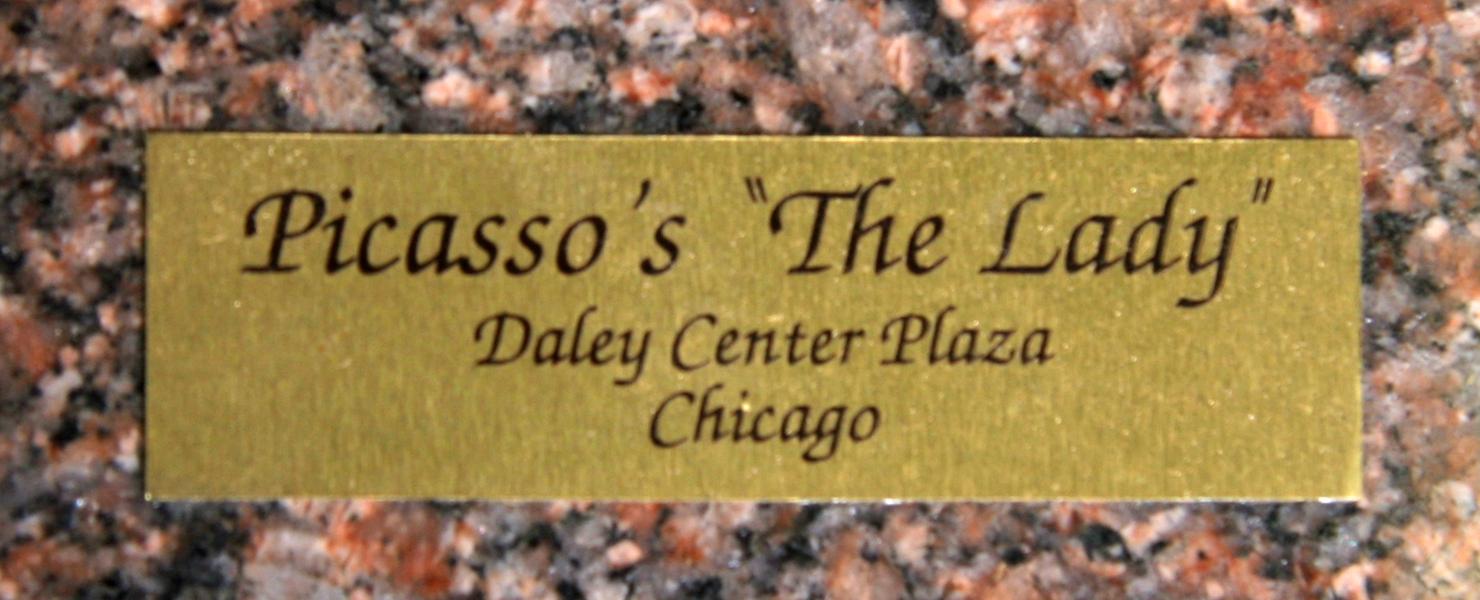 Picasso's "The Lady"
Daley Center Plaza
Chicago